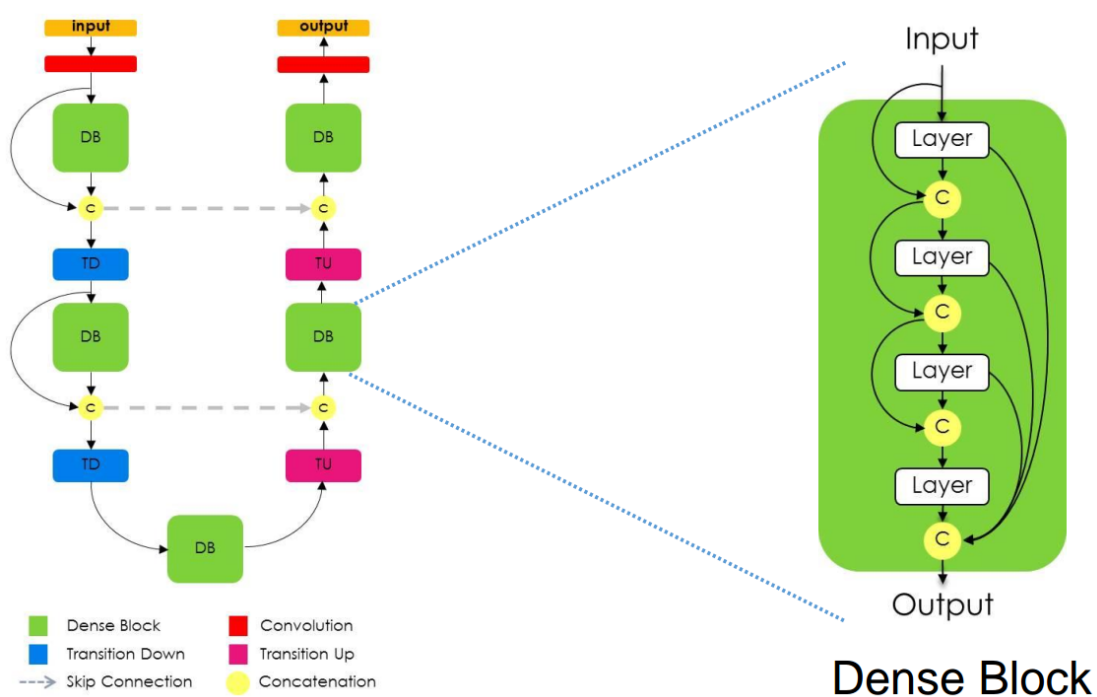 input
output
DB
DB
C
C
TD
TU
DB
DB
C
C
TD
TU
DB
Dense Block
Convolution
Transition Down
Transition Up
Skip Connection
Concatenation
Input
Layer
C
Layer
C
Layer
C
Layer
C
Output
Dense Block